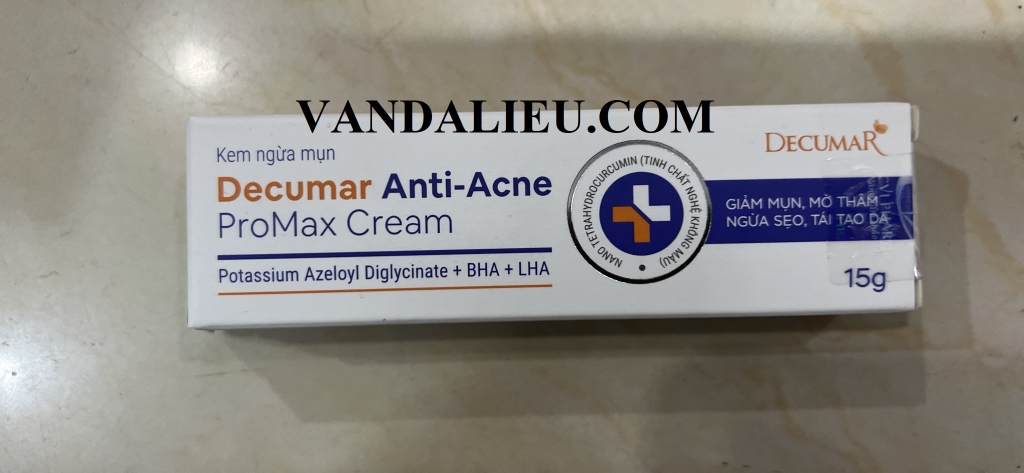 VANDALIEU.COM
Kem ngừa mụn
Decumar Anti-Acne
ProMax Cream
Potassium Azeloyl Diglycinate + BHA + LHA
NANO TETRAHYDROCURCUMIN (TINH CHẤT NGHỆ KHÔNG MÀU)
DECUMAR
GIẢM MỤN, MỜ THÂM
NGỪA SẸO, TÁI TẠO DA
15g